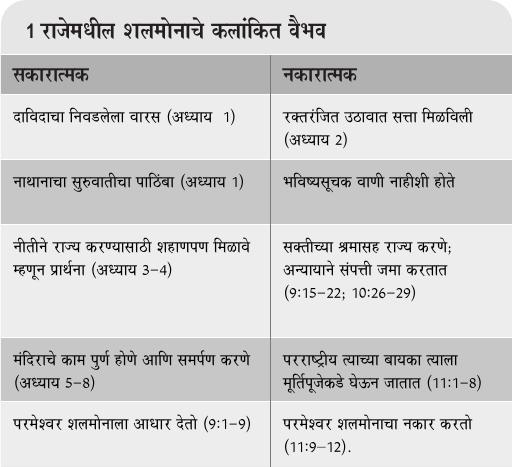 1 राजेमधील शलमोनाचे कलांकित वैभव
सकारात्मक
नकारात्मक
दाविदाचा निवडलेला वारस (अध्याय 1)
रक्तरंजित उठावात सत्ता मिळविली
(अध्याय 2)
नाथानाचा सुरुवातीचा पाठिंबा (अध्याय 1)
भविष्यसूचक वाणी नाहीशी होते
नीतीने राज्य करण्यासाठी शहाणपण मिळावे
म्हणून प्रार्थना (अध्याय 3–4)
सक्तीच्या श्रमासह राज्य करणे;
अन्यायाने संपत्ती जमा करतात
(9:15–22; 10:26–29)
मंदिराचे काम पुर्ण होणे आणि समर्पण करणे
(अध्याय 5–8)
परराष्ट्रीय त्याच्या बायका त्याला
मूर्तिपूजेकडे घेऊन जातात (11:1–8)
परमेश्वर शलमोनाला आधार देतो (9:1–9)
परमेश्वर शलमोनाचा नकार करतो
(11:9–12).